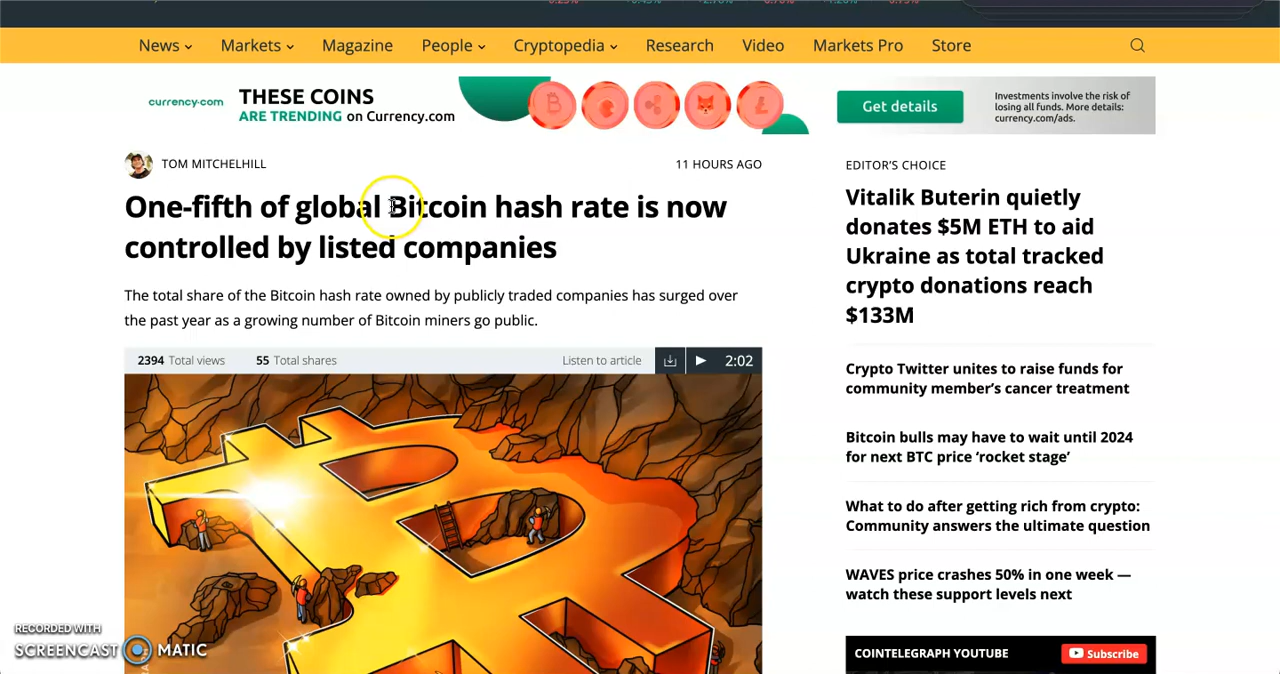 News Markets Magazine People Cryptopedia Research Video Markets Pro Store
currency.com
THESE COINS
ARE TRENDING on Currency.com
Get details
Investments involve the risk of
losing all funds. More details:
currency.com/ads.
TOM MITCHELHILL
11 HOURS AGO
One-fifth of global Bitcoin hash rate is now
controlled by listed companies
The total share of the Bitcoin hash rate owned by publicly traded companies has surged over
the past year as a growing number of Bitcoin miners go public.
2394 Total views 55 Total shares Listen to article 2:02
EDITOR'S CHOICE
Vitalik Buterin quietly
donates $5M ETH to aid
Ukraine as total tracked
crypto donations reach
$133M
Crypto Twitter unites to raise funds for
community member's cancer treatment
Bitcoin bulls may have to wait until 2024
for next BTC price 'rocket stage'
What to do after getting rich from crypto:
Community answers the ultimate question
WAVES price crashes 50% in one week —
watch these support levels next
COINTELEGRAPH YOUTUBE Subscribe
RECORDED WITH
SCREENCAST MATIC